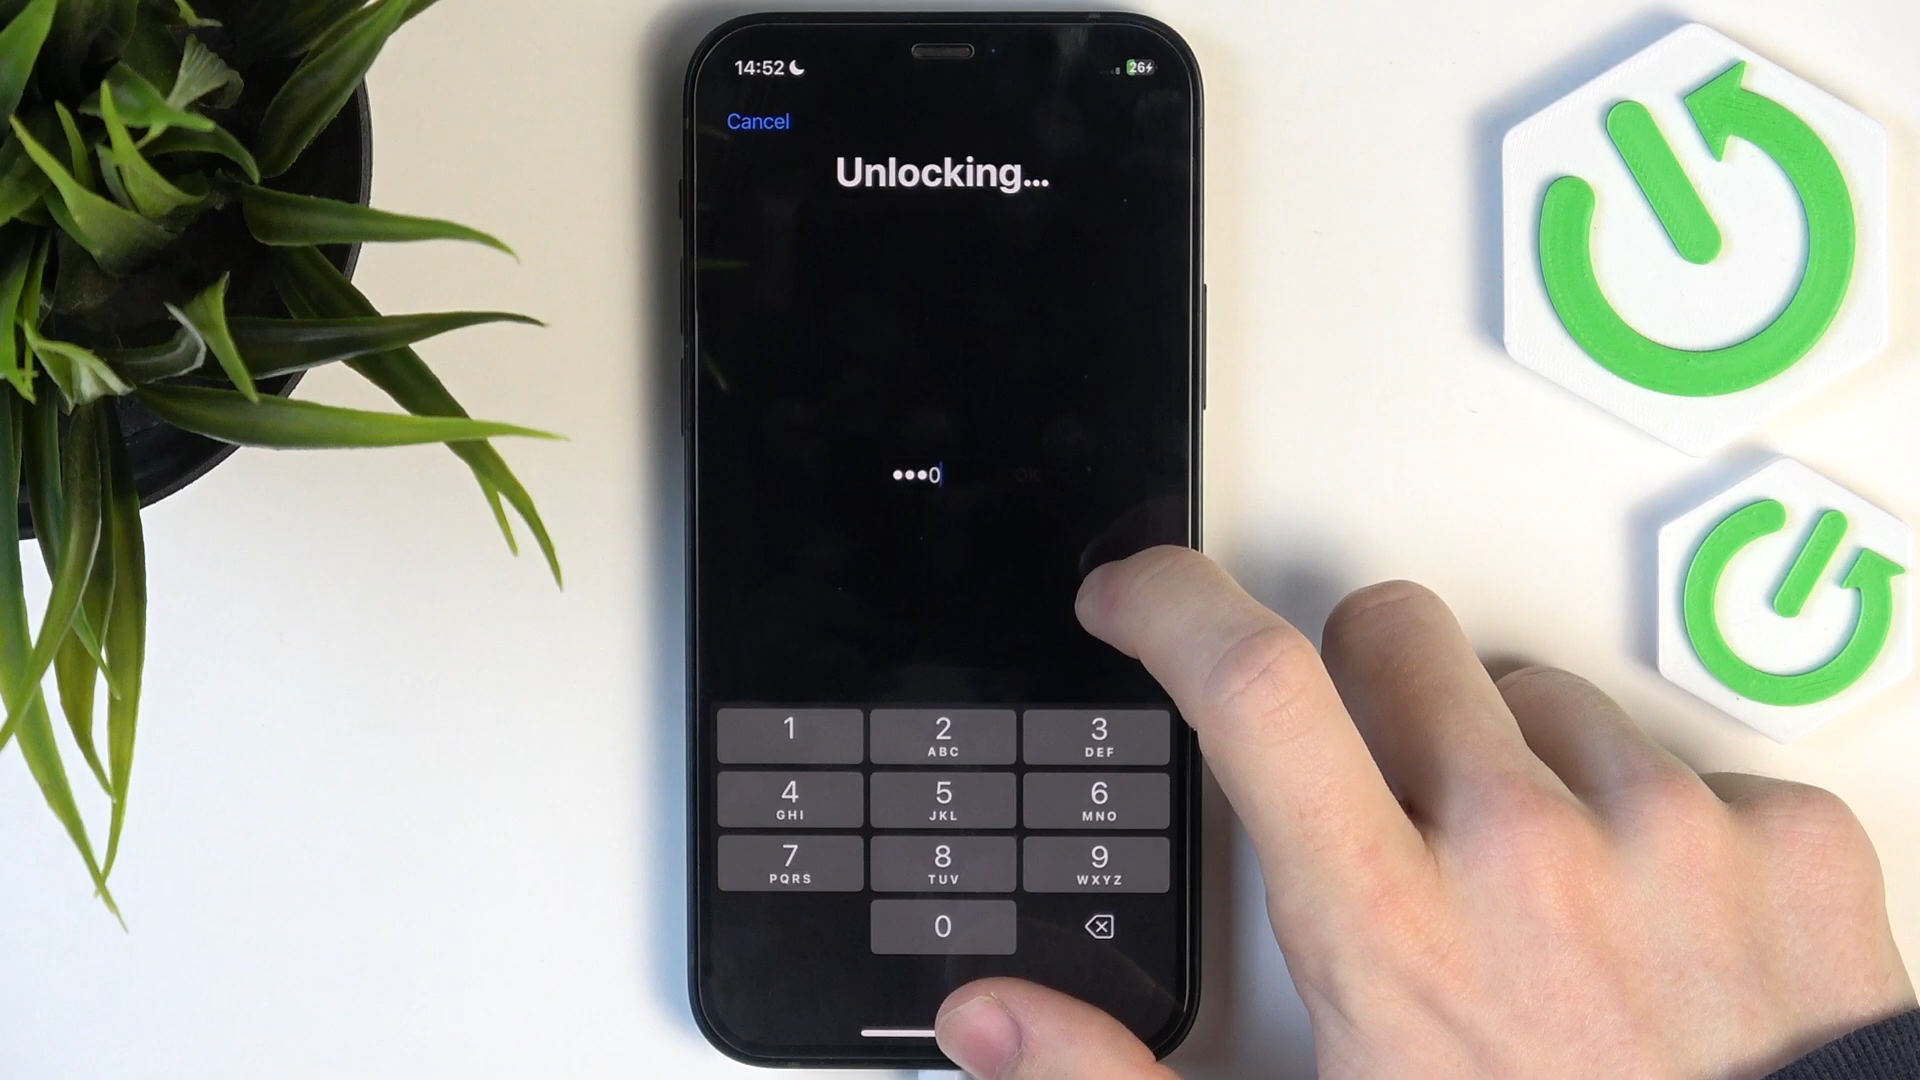 14:52
26
Cancel
Unlocking...
•••0
OK
1
2
ABC
3
DEF
4
GHI
5
JKL
6
MNO
7
PQRS
8
TUV
9
WXYZ
0